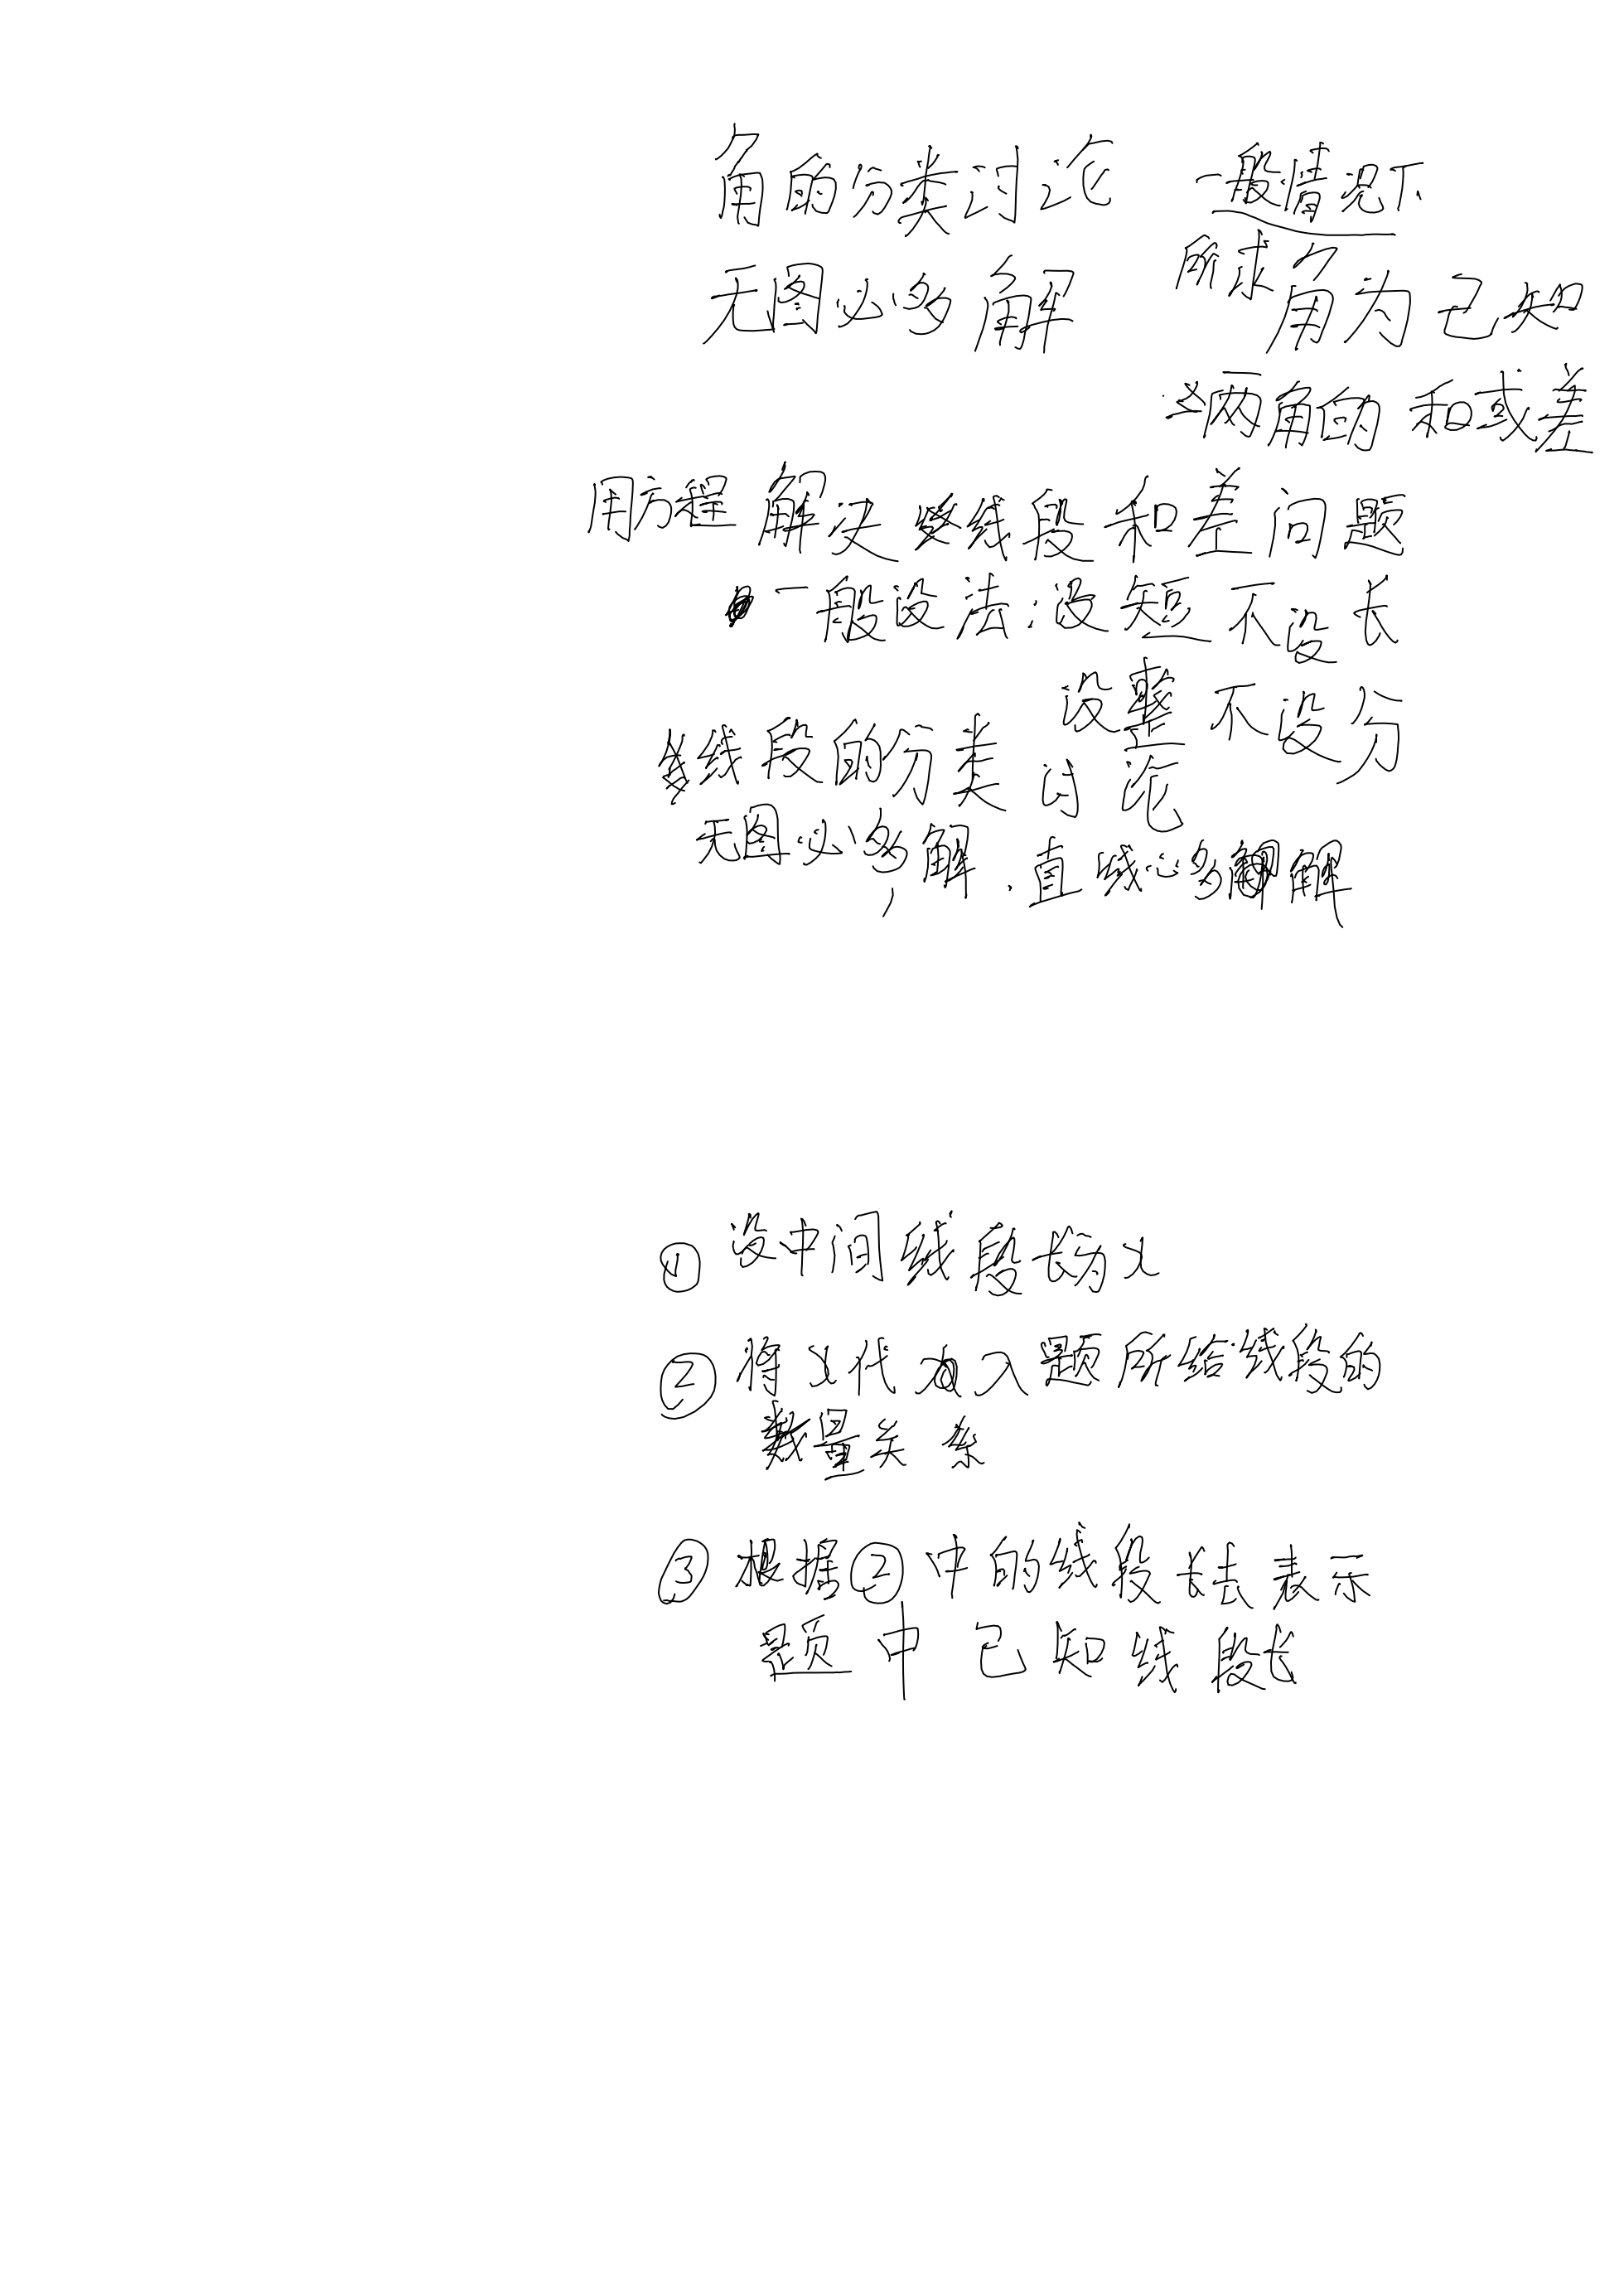 角的分类讨论
无图必多解
一般情况下
所求角为已知
两角的和或差
用方程解决线段和差问题
一般设法:设短不设长
设整不设分
线段的分类讨论
无图必多解,直线必多解
① 设中间线段长为x
② 将x代入题所给线段的
数量关系
③ 根据②中的线段长去表示
题中已知线段长